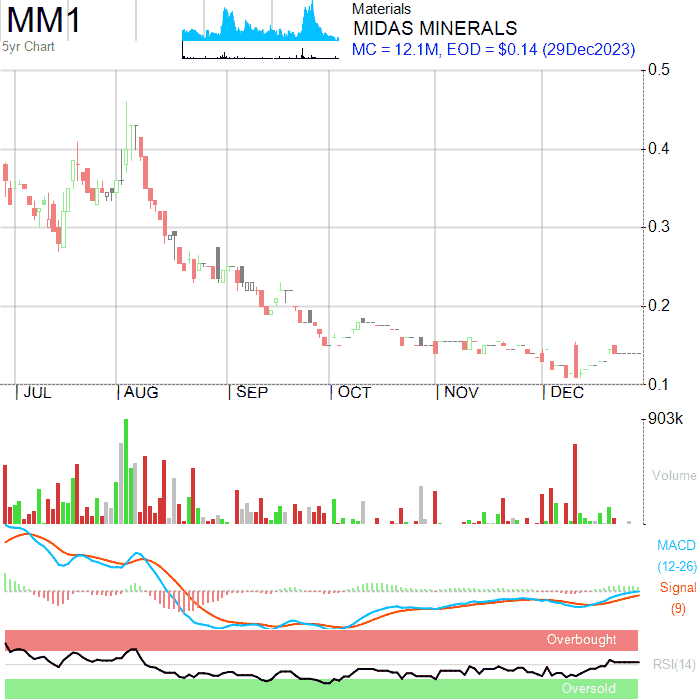 MM1
5yr Chart
Materials
MIDAS MINERALS
MC = 12.1M, EOD = $0.14 (29Dec2023)
0.5
0.4
0.3
0.2
0.1
JUL AUG SEP OCT NOV DEC
903k
Volume
MACD
(12-26)
Signal
(9)
Overbought
RSI(14)
Oversold